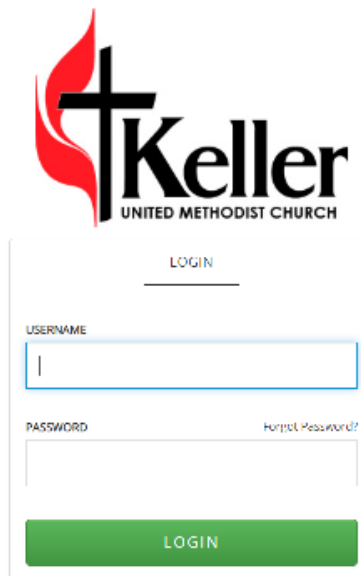 Keller
UNITED METHODIST CHURCH
LOGIN
USERNAME
PASSWORD Forgot Password?
LOGIN